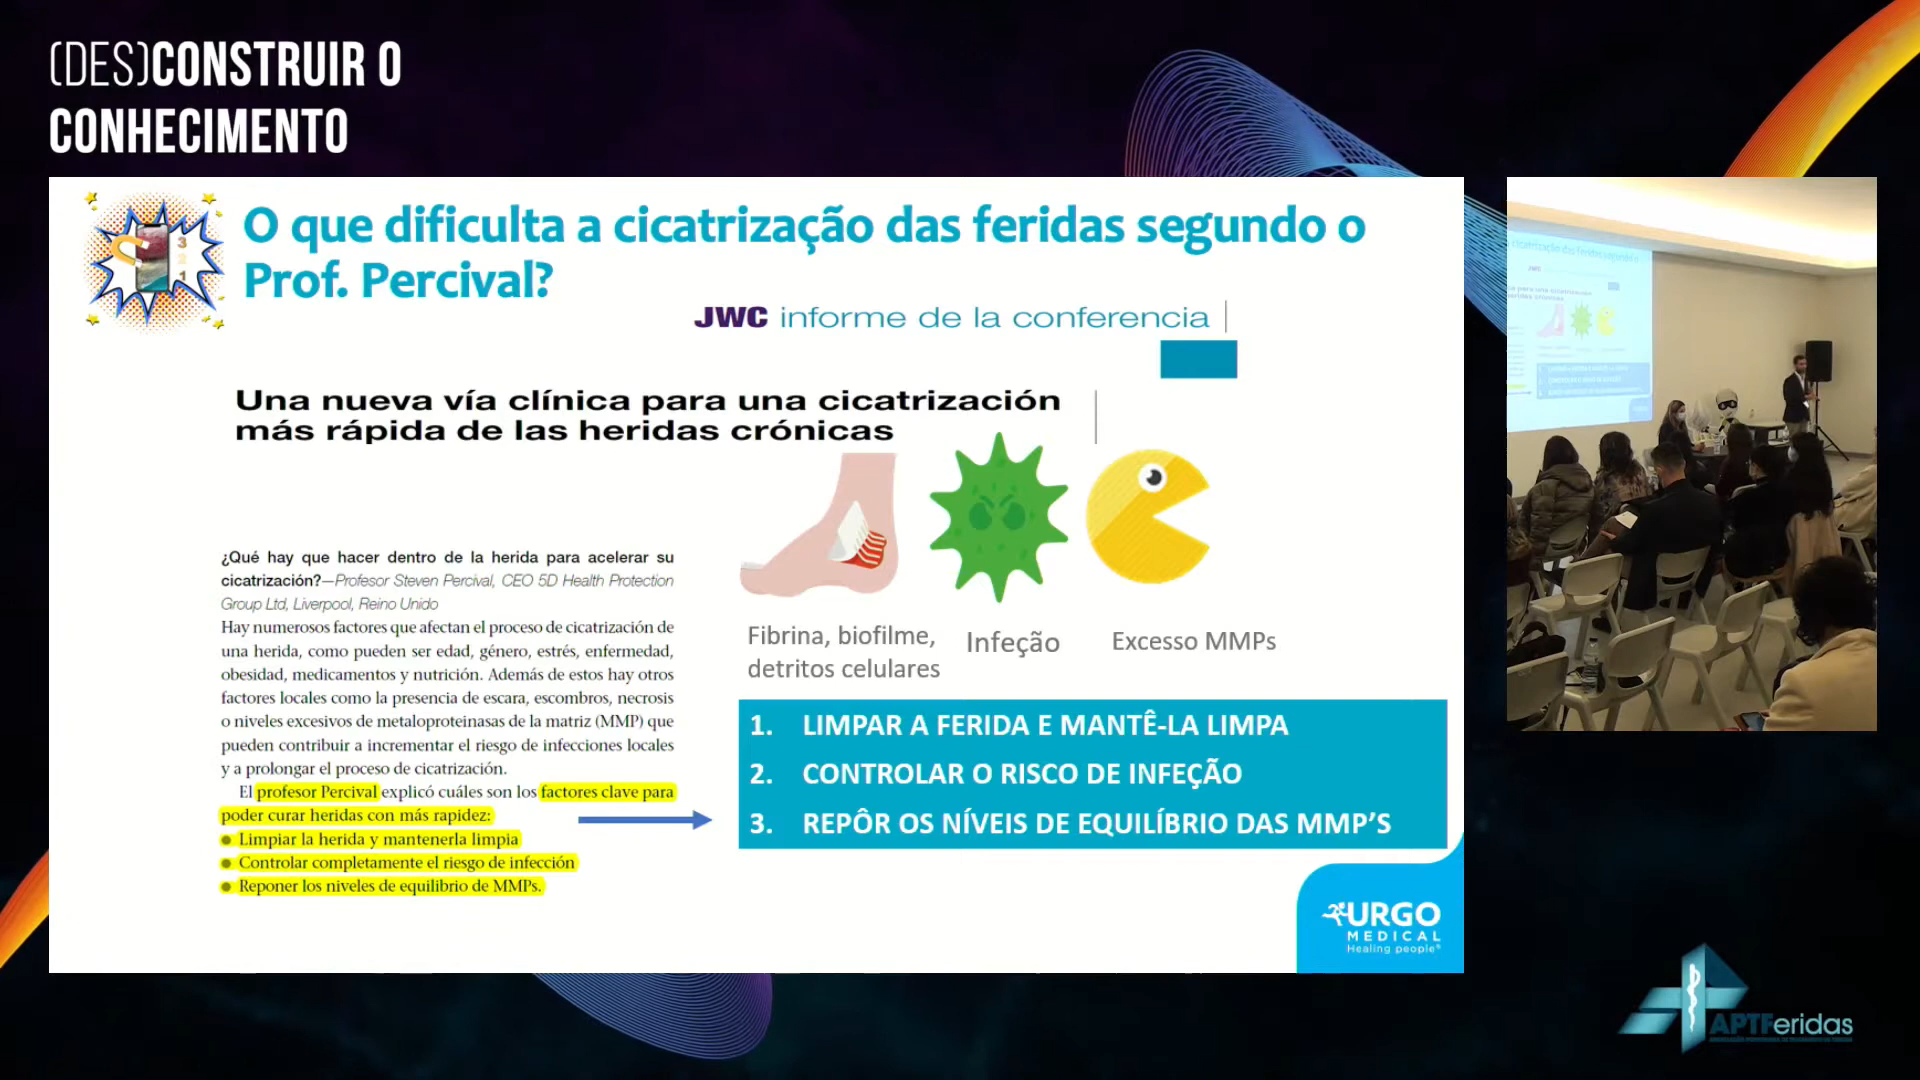 (DES)CONSTRUIR O
CONHECIMENTO
O que dificulta a cicatrização das feridas segundo o
Prof. Percival?
JWC informe de la conferencia
Una nueva vía clínica para una cicatrización
más rápida de las heridas crónicas
¿Qué hay que hacer dentro de la herida para acelerar su
cicatrización?—Profesor Steven Percival, CEO 5D Health Protection
Group Ltd, Liverpool, Reino Unido
Hay numerosos factores que afectan el proceso de cicatrización de
una herida, como pueden ser edad, género, estrés, enfermedad,
obesidad, medicamentos y nutrición. Además de estos hay otros
factores locales como la presencia de escara, escombros, necrosis
o niveles excesivos de metaloproteinasas de la matriz (MMP) que
pueden contribuir a incrementar el riesgo de infecciones locales
y a prolongar el proceso de cicatrización.
El profesor Percival explicó cuáles son los factores clave para
poder curar heridas con más rapidez:
● Limpiar la herida y mantenerla limpia
● Controlar completamente el riesgo de infección
● Reponer los niveles de equilibrio de MMPs.
Fibrina, biofilme,
detritos celulares
Infeção
Excesso MMPs
1. LIMPAR A FERIDA E MANTÊ-LA LIMPA
2. CONTROLAR O RISCO DE INFEÇÃO
3. REPÔR OS NÍVEIS DE EQUILÍBRIO DAS MMP'S
URGO
MEDICAL
Healing people®
APTFeridas